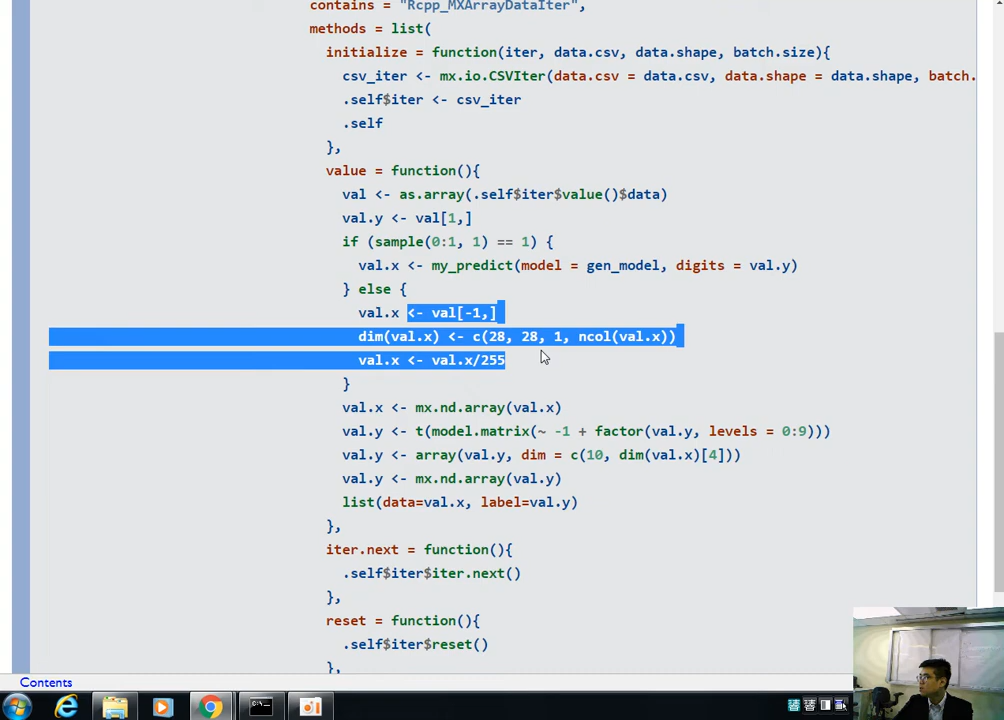 contains = "Rcpp_MXArrayDataIter",
methods = list(
initialize = function(iter, data.csv, data.shape, batch.size){
csv_iter <- mx.io.CSVIter(data.csv = data.csv, data.shape = data.shape, batch.
.self$iter <- csv_iter
.self
},
value = function(){
val <- as.array(.self$iter$value()$data)
val.y <- val[1,]
if (sample(0:1, 1) == 1) {
val.x <- my_predict(model = gen_model, digits = val.y)
} else {
val.x <- val[-1,]
dim(val.x) <- c(28, 28, 1, ncol(val.x))
val.x <- val.x/255
}
val.x <- mx.nd.array(val.x)
val.y <- t(model.matrix(~ -1 + factor(val.y, levels = 0:9)))
val.y <- array(val.y, dim = c(10, dim(val.x)[4]))
val.y <- mx.nd.array(val.y)
list(data=val.x, label=val.y)
},
iter.next = function(){
.self$iter$iter.next()
},
reset = function(){
.self$iter$reset()
},
Contents